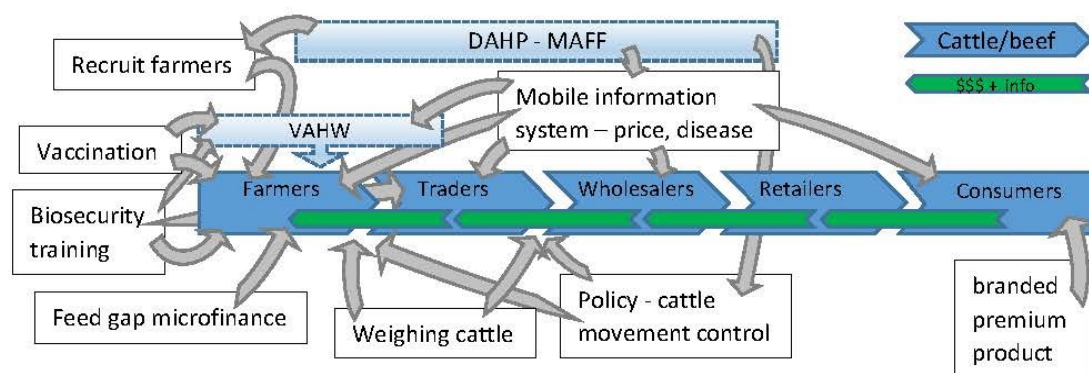 DAHP - MAFF
Cattle/beef
$$$ + info
Recruit farmers
Mobile information
system – price, disease
VAHW
Vaccination
Farmers
Traders
Wholesalers
Retailers
Consumers
Biosecurity
training
Feed gap microfinance
Weighing cattle
Policy - cattle
movement control
branded
premium
product